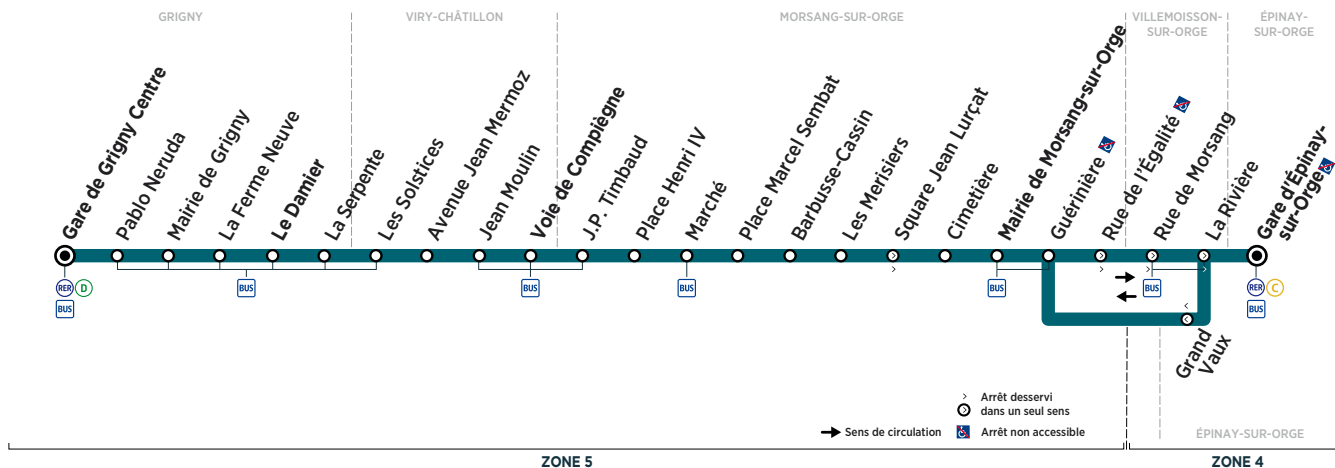 GRIGNY
VIRY-CHÂTILLON
MORSANG-SUR-ORGE
VILLEMOISSON-
SUR-ORGE
ÉPINAY-
SUR-ORGE
Gare de Grigny Centre
Pablo Neruda
Mairie de Grigny
La Ferme Neuve
Le Damier
La Serpente
Les Solstices
Avenue Jean Mermoz
Jean Moulin
Voie de Compiègne
J.P. Timbaud
Place Henri IV
Marché
Place Marcel Sembat
Barbusse-Cassin
Les Merisiers
Square Jean Lurçat
Cimetière
Mairie de Morsang-sur-Orge
Guérinière
Rue de l'Égalité
Rue de Morsang
La Rivière
Gare d'Épinay-
sur-Orge
RER D
BUS
BUS
BUS
BUS
BUS
BUS
RER C
BUS
Grand
Vaux
Arrêt desservi
dans un seul sens
Sens de circulation
Arrêt non accessible
ÉPINAY-SUR-ORGE
ZONE 5
ZONE 4